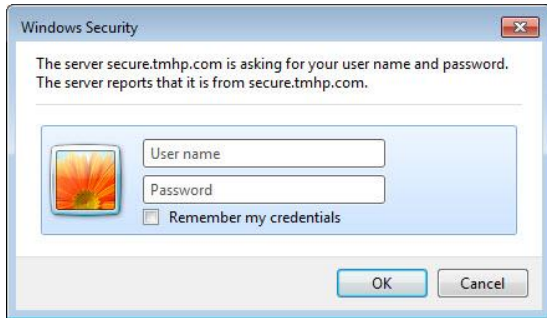 Windows Security
The server secure.tmhp.com is asking for your user name and password.
The server reports that it is from secure.tmhp.com.
User name
Password
Remember my credentials
OK
Cancel